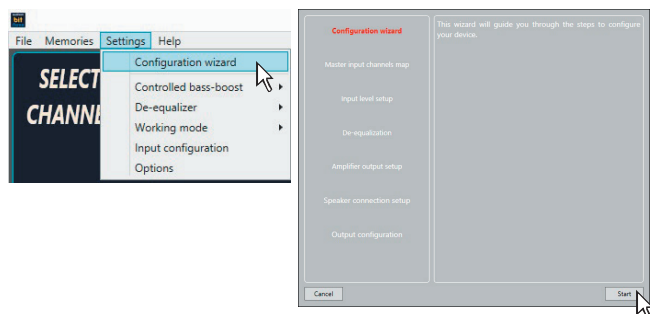 bit
File Memories Settings Help
SELECT
CHANNE
Configuration wizard
Controlled bass-boost
De-equalizer
Working mode
Input configuration
Options
Configuration wizard
Master input channels map
Input level setup
De-equalization
Amplifier output setup
Speaker connection setup
Output configuration
This wizard will guide you through the steps to configure
your device.
Cancel
Start